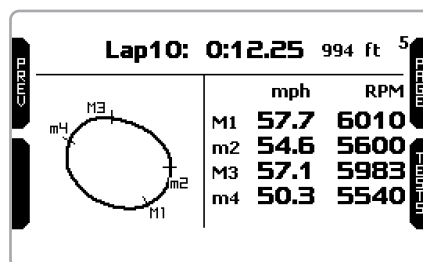 Lap10: 0:12.25 994 ft 5
PREV
PAGE
mph RPM
M1 57.7 6010
m2 54.6 5600
M3 57.1 5983
m4 50.3 5540
M3
m4
m2
M1
TESTS